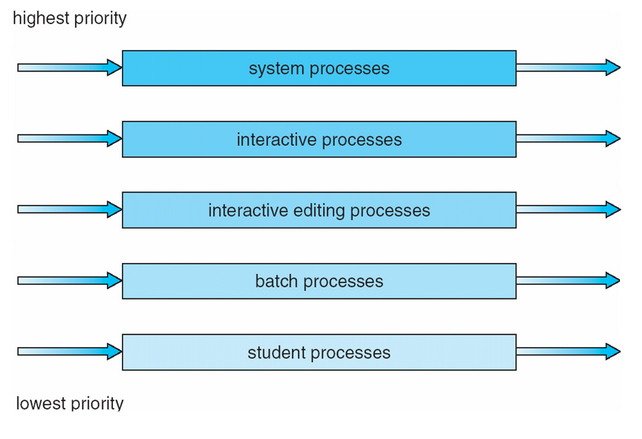 highest priority
system processes
interactive processes
interactive editing processes
batch processes
student processes
lowest priority